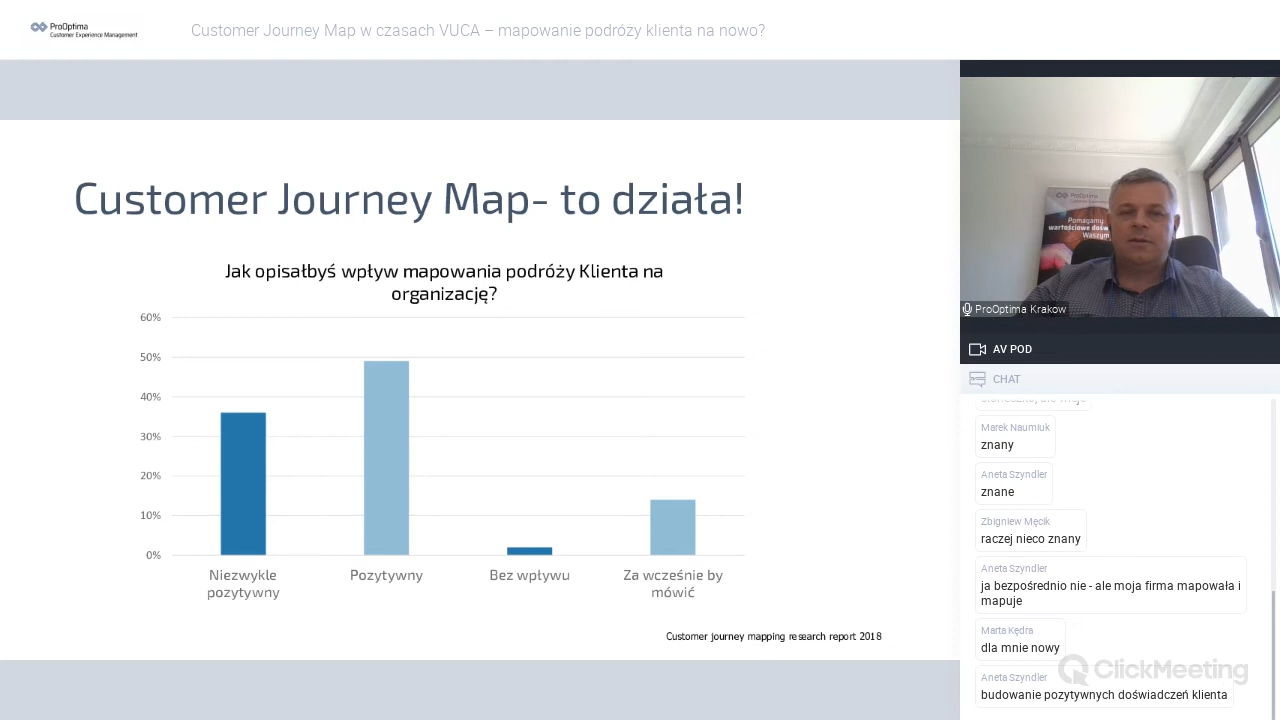 ProOptima
Customer Experience Management
Customer Journey Map w czasach VUCA – mapowanie podróży klienta na nowo?
Customer Journey Map- to działa!
Jak opisałbyś wpływ mapowania podróży Klienta na
organizację?
60%
50%
40%
30%
20%
10%
0%
Niezwykle
pozytywny
Pozytywny
Bez wpływu
Za wcześnie by
mówić
Customer journey mapping research report 2018
ProOptima
Pomagamy
wartościowe
Waszym
ProOptima Krakow
AV POD
CHAT
Marek Naumiuk
znany
Aneta Szyndler
znane
Zbigniew Męcik
raczej nieco znany
Aneta Szyndler
ja bezpośrednio nie - ale moja firma mapowała i
mapuje
Marta Kędra
dla mnie nowy
Aneta Szyndler
budowanie pozytywnych doświadczeń klienta
ClickMeeting